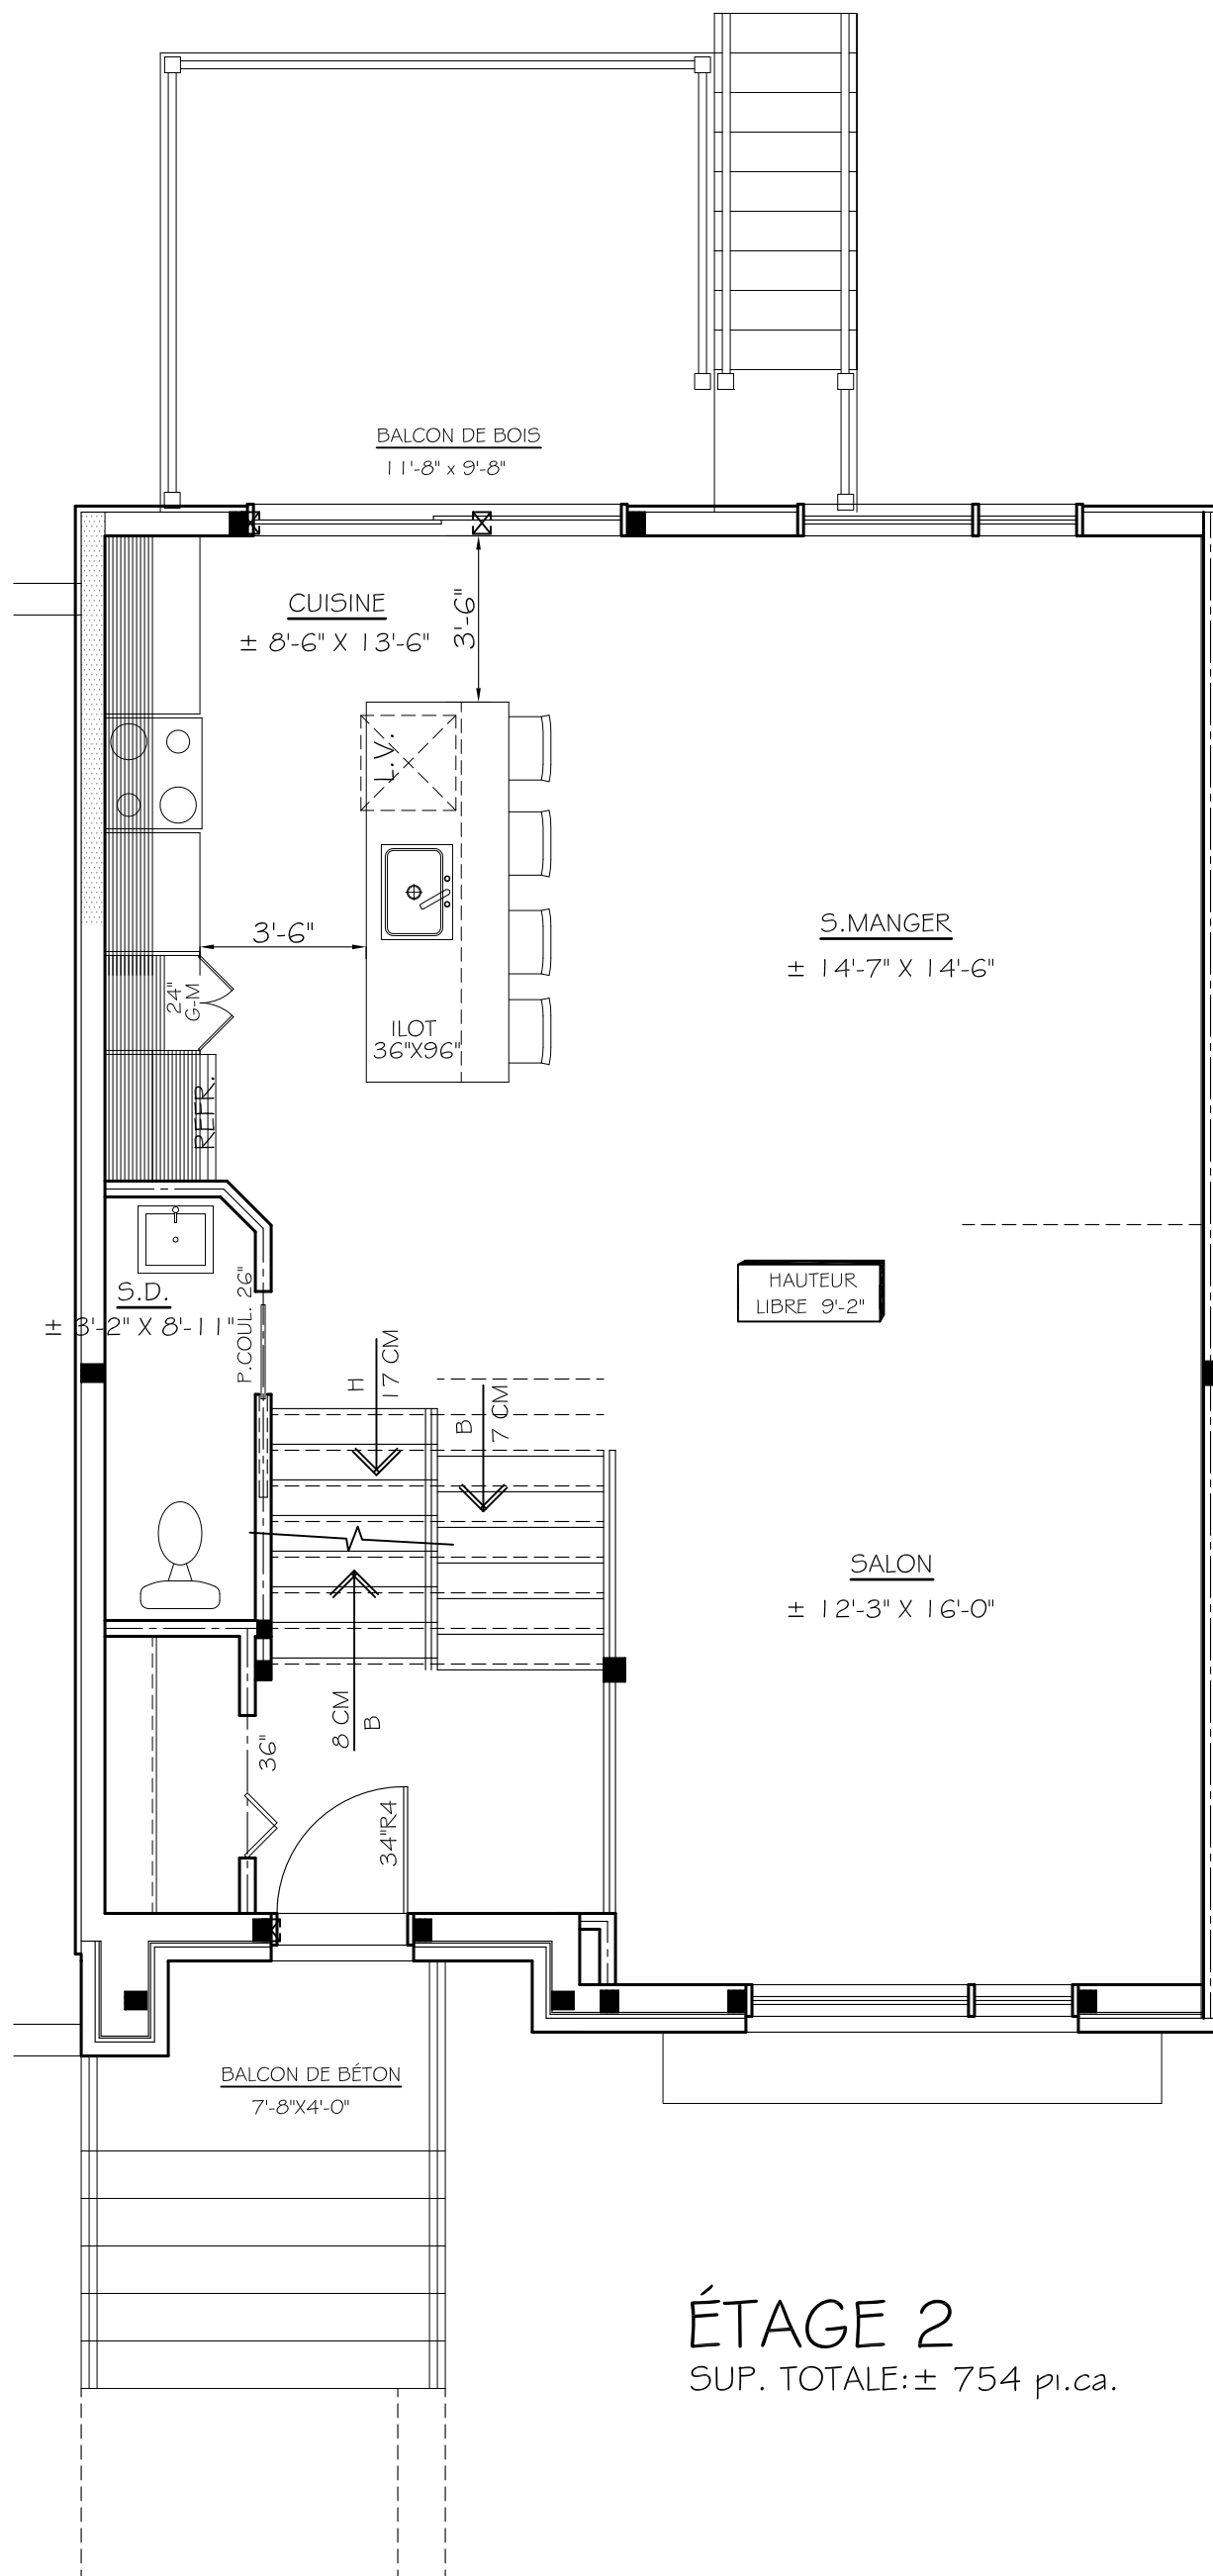 BALCON DE BOIS
11'-8" x 9'-8"
CUISINE
± 8'-6" X 13'-6"
3'-6"
L.V.
3'-6"
S.MANGER
± 14'-7" X 14'-6"
24"
G-M
ILOT
36"X96"
REFR.
S.D.
± 3'-2" X 8'-11"
P.COUL. 26"
HAUTEUR
LIBRE 9'-2"
H
17 CM
B
7 CM
SALON
± 12'-3" X 16'-0"
8 CM
B
36"
34"R4
BALCON DE BÉTON
7'-8"X4'-0"
ÉTAGE 2
SUP. TOTALE:± 754 pi.ca.